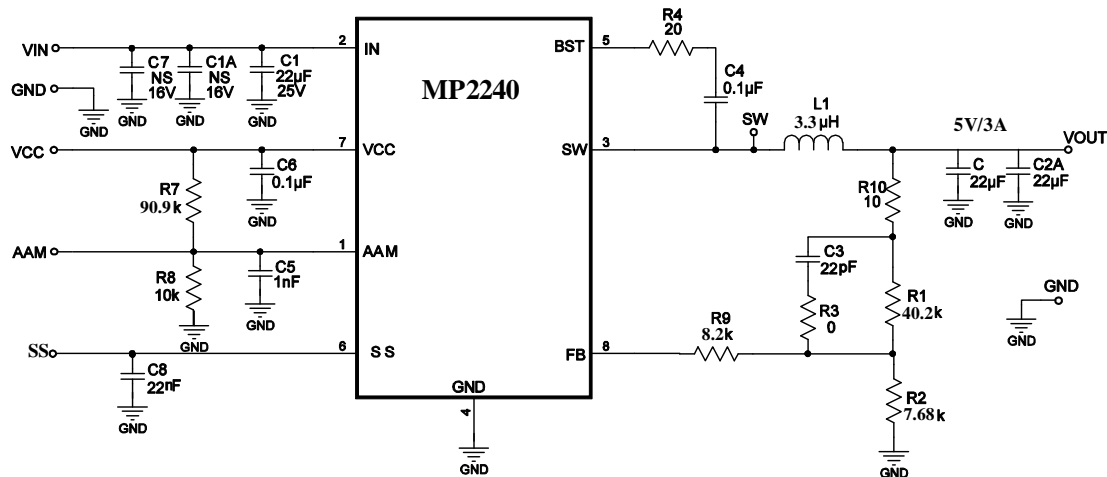 VIN
GND
VCC
AAM
SS
C7
NS
16V
GND
C1A
NS
16V
GND
C1
22µF
25V
GND
GND
R7
90.9k
C6
0.1µF
GND
R8
10k
GND
C5
1nF
GND
C8
22nF
GND
MP2240
2
IN
7
VCC
1
AAM
6
SS
GND
4
GND
BST
5
SW
3
FB
8
R4
20
C4
0.1µF
SW
L1
3.3µH
5V/3A
VOUT
C
22µF
GND
C2A
22µF
GND
R10
10
C3
22pF
R3
0
R1
40.2k
R9
8.2k
R2
7.68k
GND
GND
GND